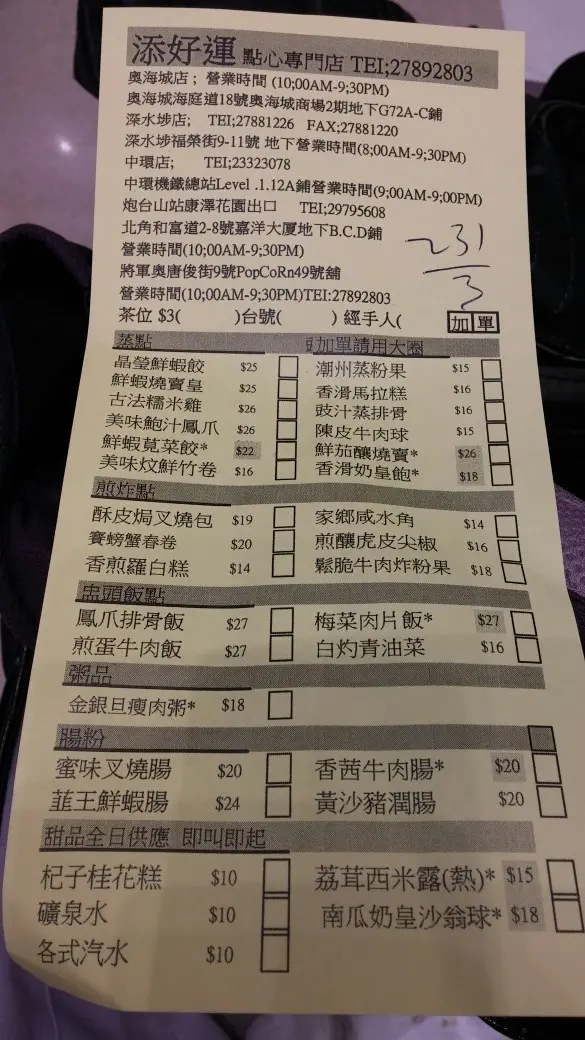 添好運 點心專門店 TEI;27892803
奧海城店； 營業時間 (10;00AM-9;30PM)
奧海城海庭道18號奧海城商場2期地下G72A-C鋪
深水埗店； TEI;27881226 FAX;27881220
深水埗福榮街9-11號 地下營業時間(8;00AM-9;30PM)
中環店； TEI;23323078
中環機鐵總站Level .1.12A鋪營業時間(9;00AM-9;00PM)
炮台山站康澤花園出口 TEI;29795608
北角和富道2-8號嘉洋大厦地下B.C.D鋪
營業時間(10;00AM-9;30PM)
將軍奧唐俊街9號PopCoRn49號舖
營業時間(10;00AM-9;30PM)TEI:27892803
231
3
茶位 $3( )台號( ) 經手人( 加單
蒸點 加單請用大圈
晶瑩鮮蝦餃 $25 潮州蒸粉果 $15
鮮蝦燒賣皇 $25 香滑馬拉糕 $16
古法糯米雞 $26 豉汁蒸排骨 $16
美味鮑汁鳳爪 $26 陳皮牛肉球 $15
鮮蝦莧菜餃* $22 鮮茄釀燒賣* $26
美味炆鮮竹卷 $16 香滑奶皇飽* $18
煎炸點
酥皮焗叉燒包 $19 家鄉咸水角 $14
養螃蟹春卷 $20 煎釀虎皮尖椒 $16
香煎羅白糕 $14 鬆脆牛肉炸粉果 $18
盅頭飯點
鳳爪排骨飯 $27 梅菜肉片飯* $27
煎蛋牛肉飯 $27 白灼青油菜 $16
粥品
金銀旦瘦肉粥* $18
腸粉
蜜味叉燒腸 $20 香茜牛肉腸* $20
韮王鮮蝦腸 $24 黃沙豬潤腸 $20
甜品全日供應 即叫即起
杞子桂花糕 $10 荔茸西米露(熱)* $15
礦泉水 $10 南瓜奶皇沙翁球* $18
各式汽水 $10